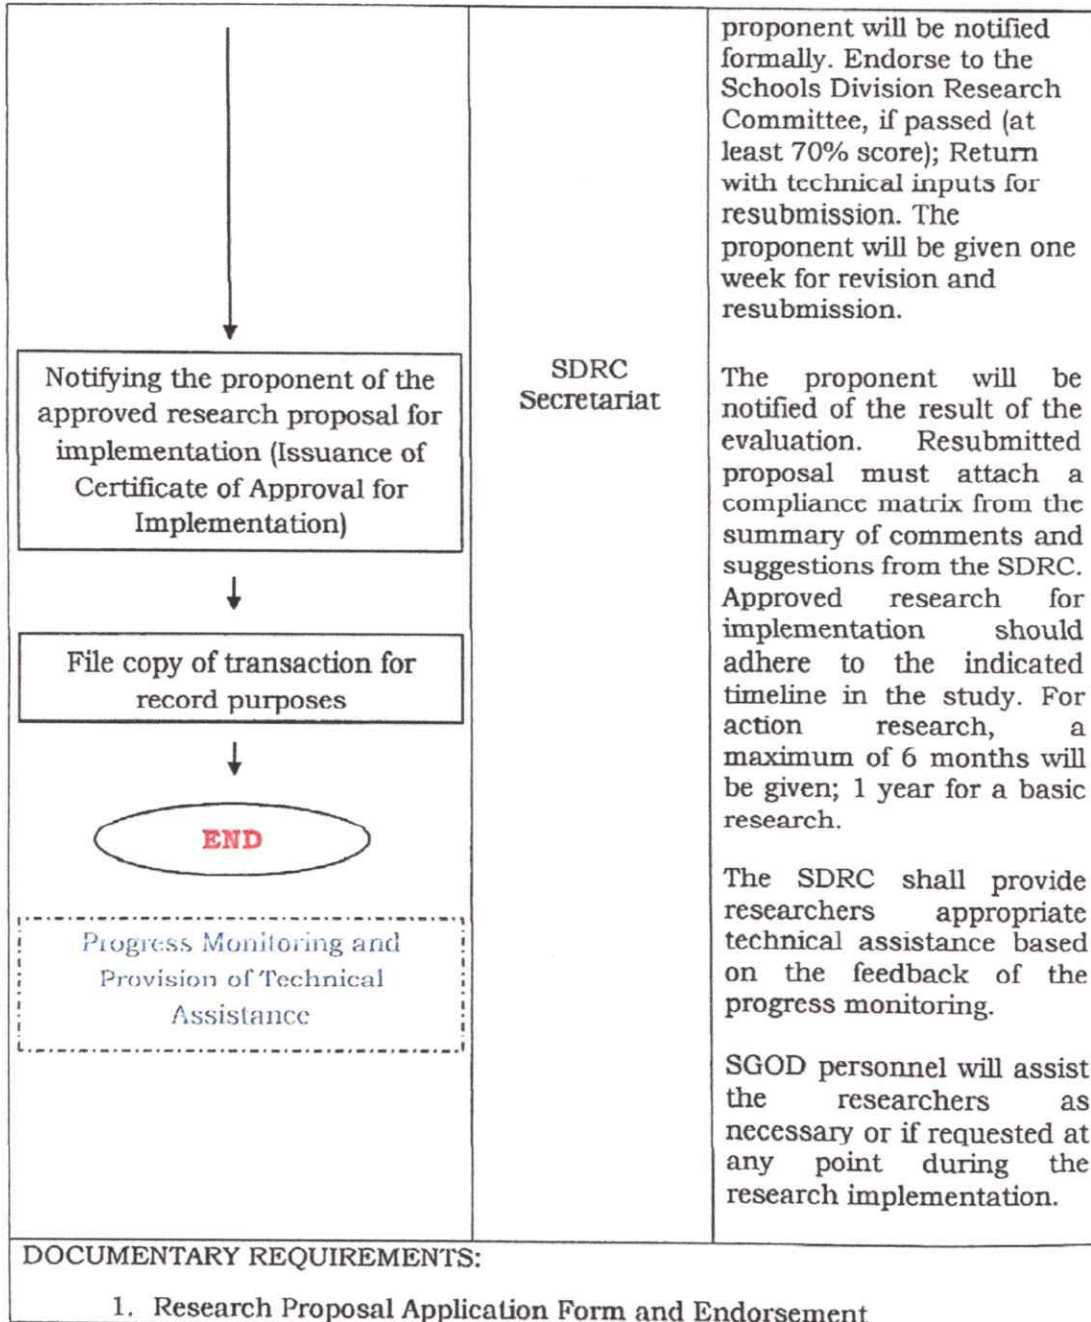 proponent will be notified
formally. Endorse to the
Schools Division Research
Committee, if passed (at
least 70% score); Return
with technical inputs for
resubmission. The
proponent will be given one
week for revision and
resubmission.
Notifying the proponent of the
approved research proposal for
implementation (Issuance of
Certificate of Approval for
Implementation)
SDRC
Secretariat
The proponent will be
notified of the result of the
evaluation. Resubmitted
proposal must attach a
compliance matrix from the
summary of comments and
suggestions from the SDRC.
Approved research for
implementation should
adhere to the indicated
timeline in the study. For
action research, a
maximum of 6 months will
be given; 1 year for a basic
research.
File copy of transaction for
record purposes
END
Progress Monitoring and
Provision of Technical
Assistance
The SDRC shall provide
researchers appropriate
technical assistance based
on the feedback of the
progress monitoring.
SGOD personnel will assist
the researchers as
necessary or if requested at
any point during the
research implementation.
DOCUMENTARY REQUIREMENTS:
1. Research Proposal Application Form and Endorsement